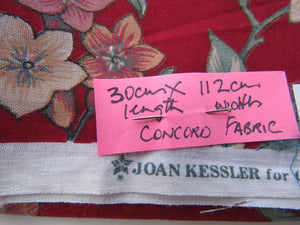 30cm X 112cm
length width
CONCORD FABRIC
JOAN KESSLER for